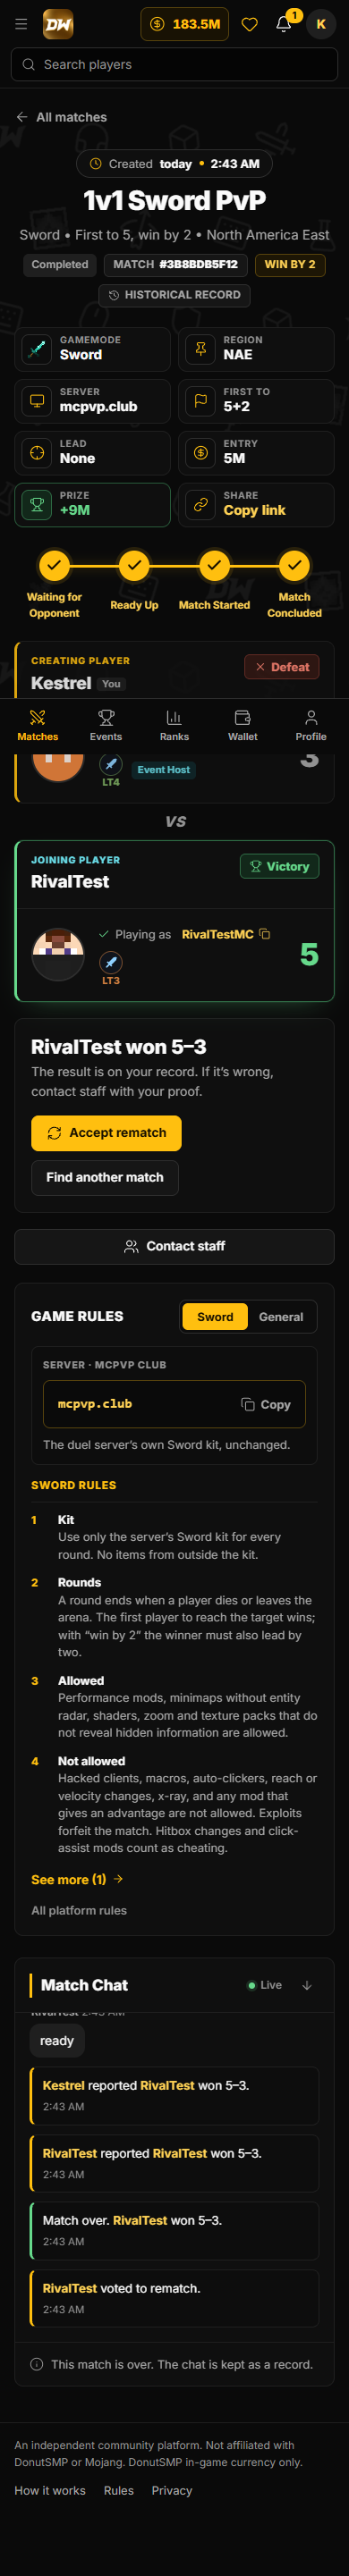 DW
183.5M
1
K
Search players
All matches
Created today • 2:43 AM
1v1 Sword PvP
Sword • First to 5, win by 2 • North America East
Completed
MATCH #3B8BDB5F12
WIN BY 2
HISTORICAL RECORD
GAMEMODE
Sword
REGION
NAE
SERVER
mcpvp.club
FIRST TO
5+2
LEAD
None
ENTRY
5M
PRIZE
+9M
SHARE
Copy link
Waiting for
Opponent
Ready Up
Match Started
Match
Concluded
CREATING PLAYER
Kestrel You
Defeat
Matches
Events
Ranks
Wallet
Profile
LT4
Event Host
3
VS
JOINING PLAYER
RivalTest
Victory
Playing as RivalTestMC
LT3
5
RivalTest won 5–3
The result is on your record. If it's wrong,
contact staff with your proof.
Accept rematch
Find another match
Contact staff
GAME RULES
Sword
General
SERVER · MCPVP CLUB
mcpvp.club
Copy
The duel server's own Sword kit, unchanged.
SWORD RULES
1 Kit
Use only the server's Sword kit for every
round. No items from outside the kit.
2 Rounds
A round ends when a player dies or leaves the
arena. The first player to reach the target wins;
with "win by 2" the winner must also lead by
two.
3 Allowed
Performance mods, minimaps without entity
radar, shaders, zoom and texture packs that do
not reveal hidden information are allowed.
4 Not allowed
Hacked clients, macros, auto-clickers, reach or
velocity changes, x-ray, and any mod that
gives an advantage are not allowed. Exploits
forfeit the match. Hitbox changes and click-
assist mods count as cheating.
See more (1)
All platform rules
Match Chat
Live
RivalTest 2:43 AM
ready
Kestrel reported RivalTest won 5–3.
2:43 AM
RivalTest reported RivalTest won 5–3.
2:43 AM
Match over. RivalTest won 5–3.
2:43 AM
RivalTest voted to rematch.
2:43 AM
This match is over. The chat is kept as a record.
An independent community platform. Not affiliated with
DonutSMP or Mojang. DonutSMP in-game currency only.
How it works
Rules
Privacy